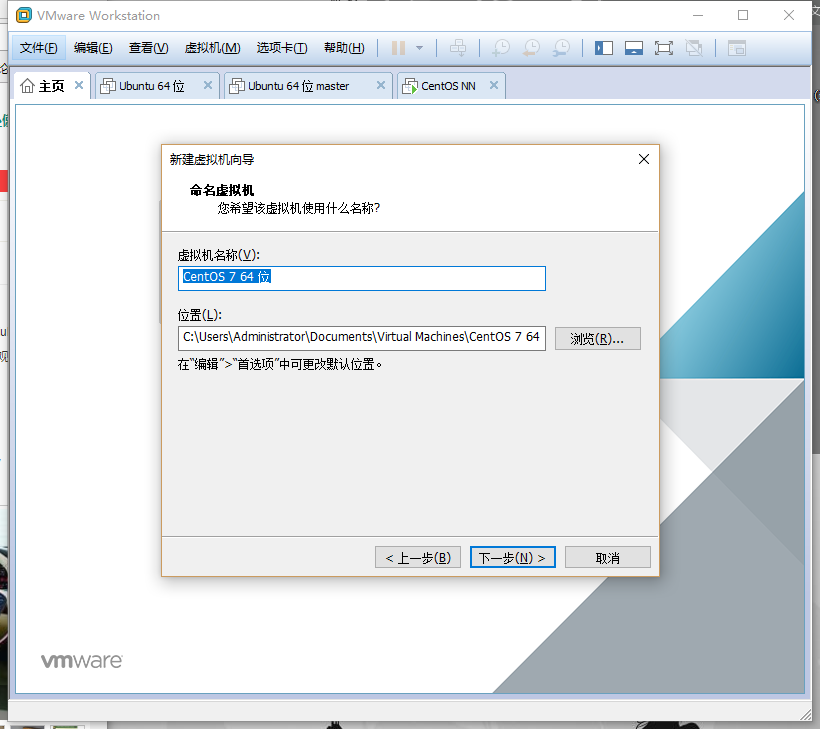 VMware Workstation
文件(F) 编辑(E) 查看(V) 虚拟机(M) 选项卡(T) 帮助(H)
主页 Ubuntu 64 位 Ubuntu 64 位 master CentOS NN
新建虚拟机向导
命名虚拟机
您希望该虚拟机使用什么名称?
虚拟机名称(V):
CentOS 7 64 位
位置(L):
C:\Users\Administrator\Documents\Virtual Machines\CentOS 7 64
浏览(R)...
在“编辑”>“首选项”中可更改默认位置。
< 上一步(B) 下一步(N) > 取消
vmware